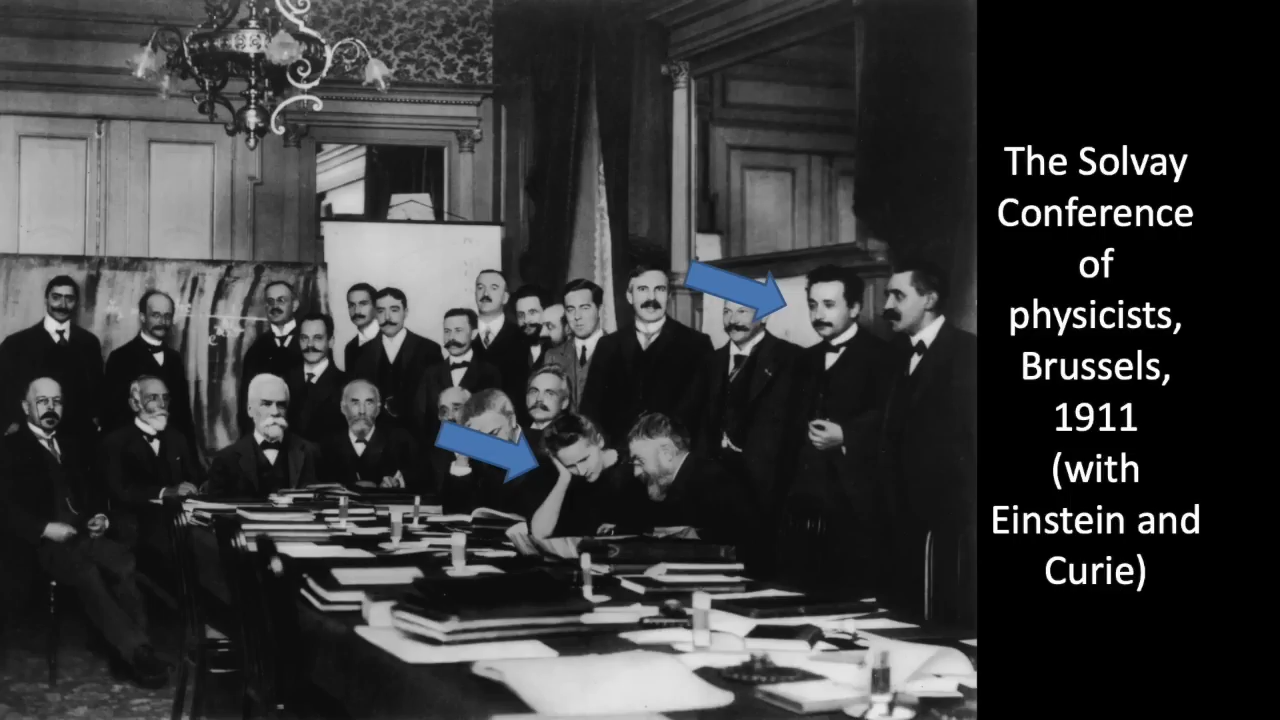 The Solvay
Conference
of
physicists,
Brussels,
1911
(with
Einstein and
Curie)